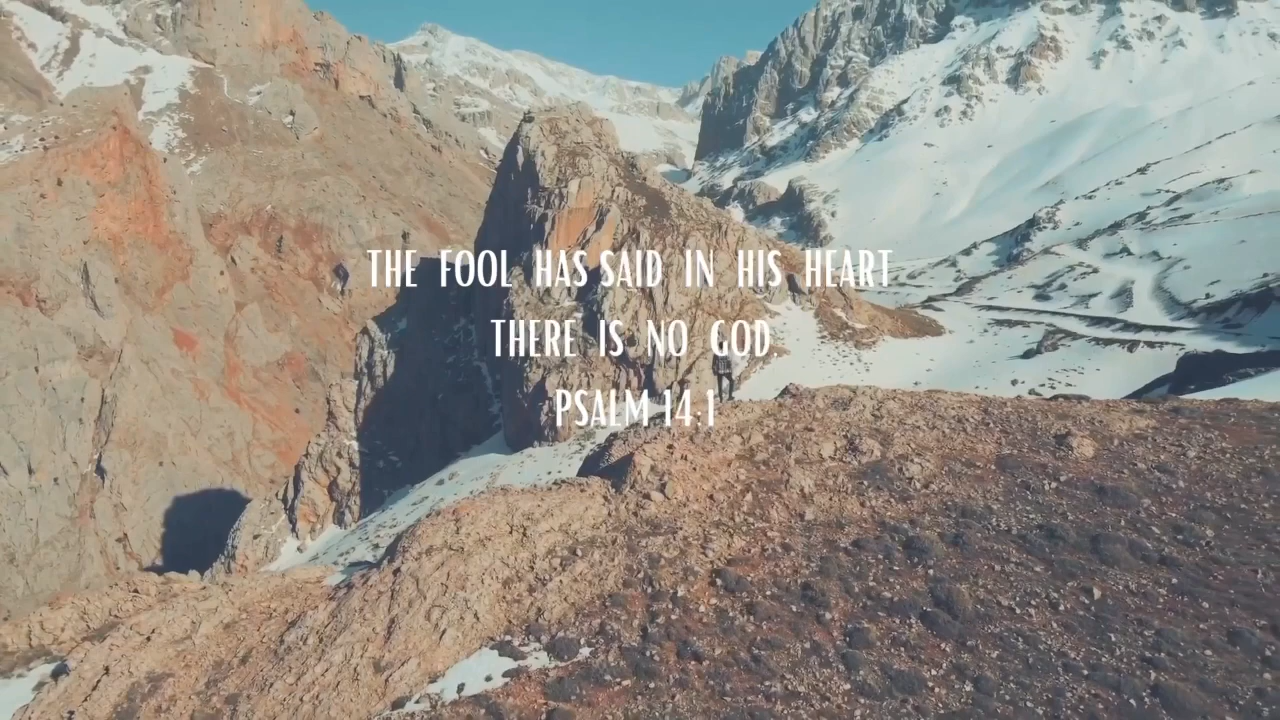 THE FOOL HAS SAID IN HIS HEART
THERE IS NO GOD.
PSALM 14:1